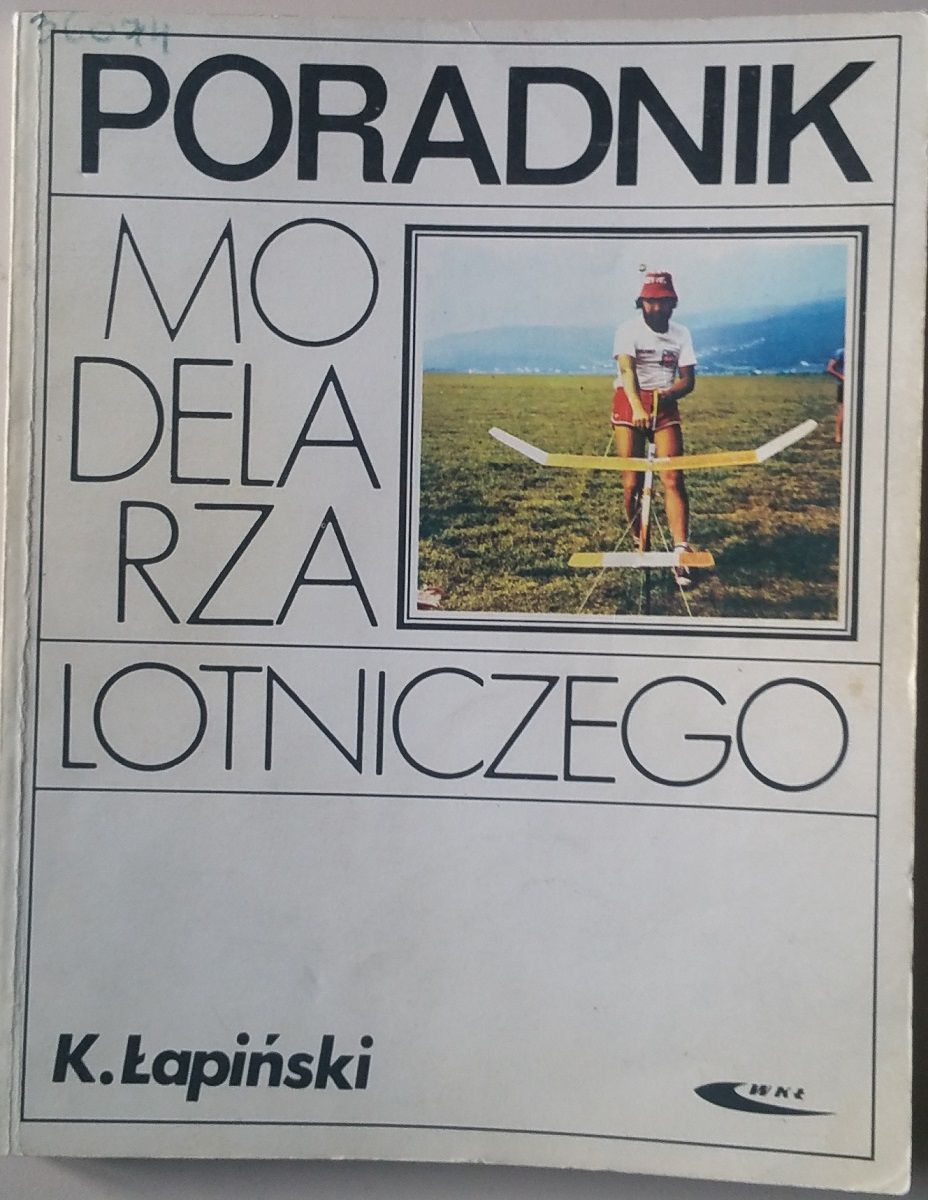 PORADNIK
MO
DELA
RZA
LOTNICZEGO
K. Łapiński
WKŁ